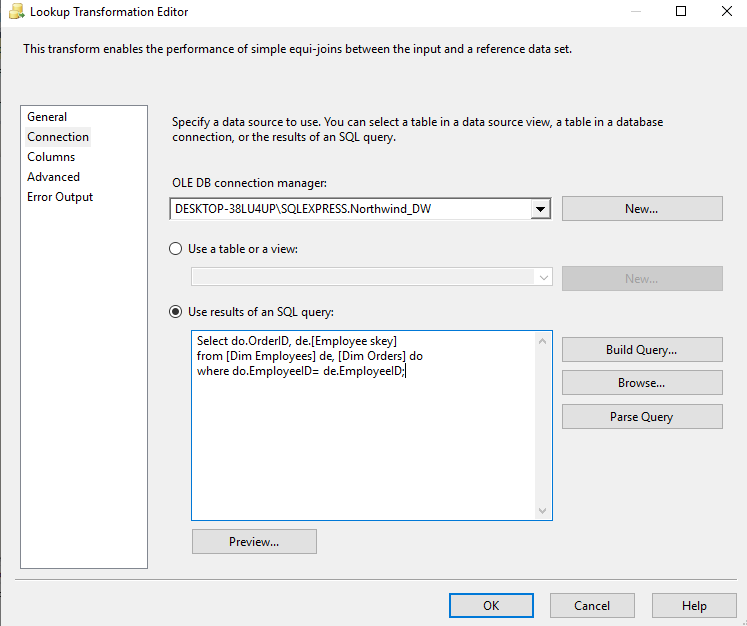 Lookup Transformation Editor
This transform enables the performance of simple equi-joins between the input and a reference data set.
General
Connection
Columns
Advanced
Error Output
Specify a data source to use. You can select a table in a data source view, a table in a database
connection, or the results of an SQL query.
OLE DB connection manager:
DESKTOP-38LU4UP\SQLEXPRESS.Northwind_DW
New...
Use a table or a view:
New...
Use results of an SQL query:
Select do.OrderID, de.[Employee skey]
from [Dim Employees] de, [Dim Orders] do
where do.EmployeeID= de.EmployeeID;
Build Query...
Browse...
Parse Query
Preview...
OK
Cancel
Help